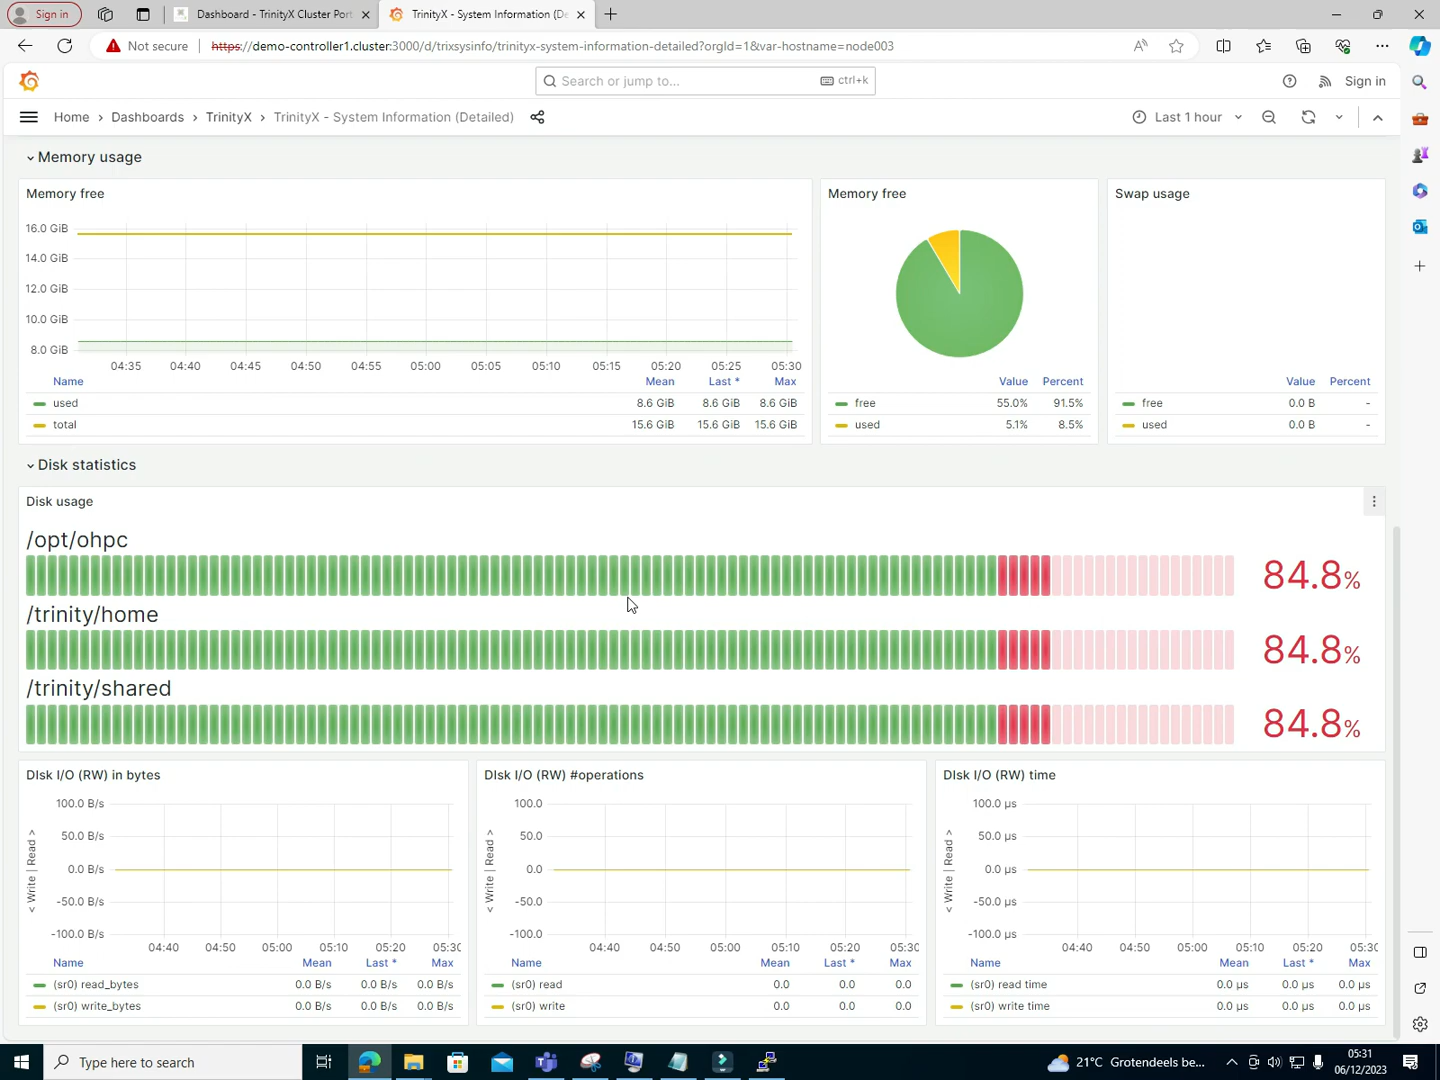 Sign in
Dashboard - TrinityX Cluster Port
TrinityX - System Information (De
Not secure
https://demo-controller1.cluster:3000/d/trixsysinfo/trinityx-system-information-detailed?orgId=1&var-hostname=node003
Search or jump to...
ctrl+k
Sign in
Home › Dashboards › TrinityX › TrinityX - System Information (Detailed)
Last 1 hour
Memory usage
Memory free
16.0 GiB
14.0 GiB
12.0 GiB
10.0 GiB
8.0 GiB
04:35 04:40 04:45 04:50 04:55 05:00 05:05 05:10 05:15 05:20 05:25 05:30
Name Mean Last * Max
used 8.6 GiB 8.6 GiB 8.6 GiB
total 15.6 GiB 15.6 GiB 15.6 GiB
Memory free
Value Percent
free 55.0% 91.5%
used 5.1% 8.5%
Swap usage
Value Percent
free 0.0 B -
used 0.0 B -
Disk statistics
Disk usage
/opt/ohpc
84.8%
/trinity/home
84.8%
/trinity/shared
84.8%
DIsk I/O (RW) in bytes
< Write | Read >
100.0 B/s
50.0 B/s
0.0 B/s
-50.0 B/s
-100.0 B/s
04:40 04:50 05:00 05:10 05:20 05:30
Name Mean Last * Max
(sr0) read_bytes 0.0 B/s 0.0 B/s 0.0 B/s
(sr0) write_bytes 0.0 B/s 0.0 B/s 0.0 B/s
DIsk I/O (RW) #operations
< Write | Read >
100.0
50.0
0.0
-50.0
-100.0
04:40 04:50 05:00 05:10 05:20 05:30
Name Mean Last * Max
(sr0) read 0.0 0.0 0.0
(sr0) write 0.0 0.0 0.0
DIsk I/O (RW) time
< Write | Read >
100.0 µs
50.0 µs
0.0 µs
-50.0 µs
-100.0 µs
04:40 04:50 05:00 05:10 05:20 05:30
Name Mean Last * Max
(sr0) read time 0.0 µs 0.0 µs 0.0 µs
(sr0) write time 0.0 µs 0.0 µs 0.0 µs
Type here to search
21°C Grotendeels be...
05:31
06/12/2023